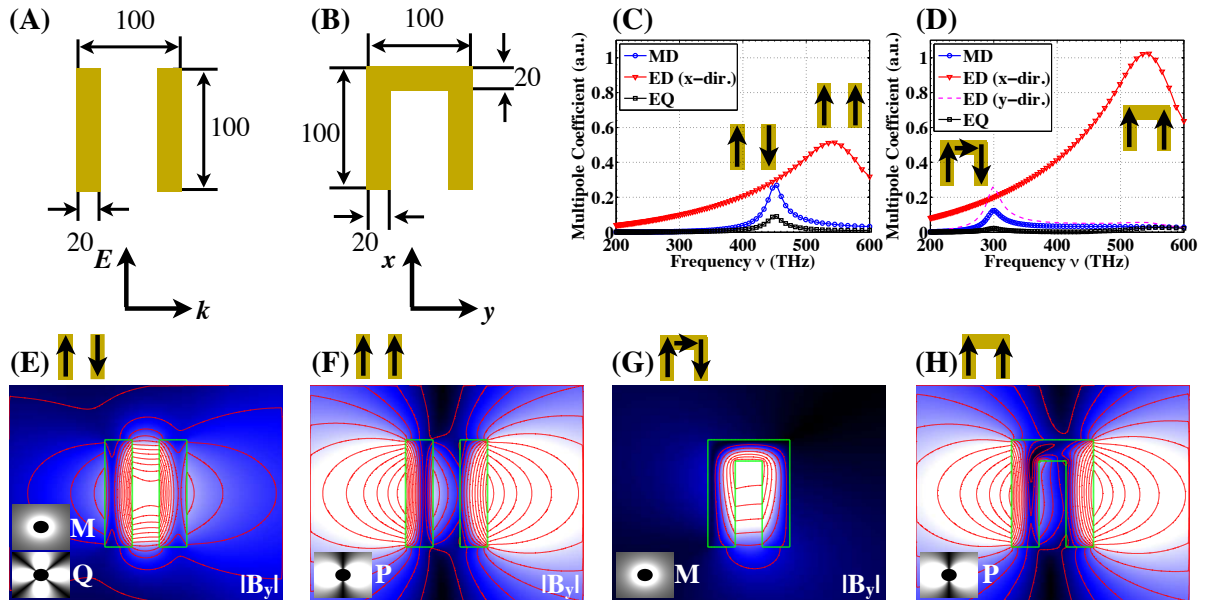 (A)
100
100
20
E
k
(B)
100
20
100
20
x
y
(C)
Multipole Coefficient (a.u.)
MD
ED (x−dir.)
EQ
1
0.8
0.6
0.4
0.2
0
200 300 400 500 600
Frequency ν (THz)
(D)
Multipole Coefficient (a.u.)
MD
ED (x−dir.)
ED (y−dir.)
EQ
1
0.8
0.6
0.4
0.2
0
200 300 400 500 600
Frequency ν (THz)
(E)
M
Q
|By|
(F)
P
|By|
(G)
M
|By|
(H)
P